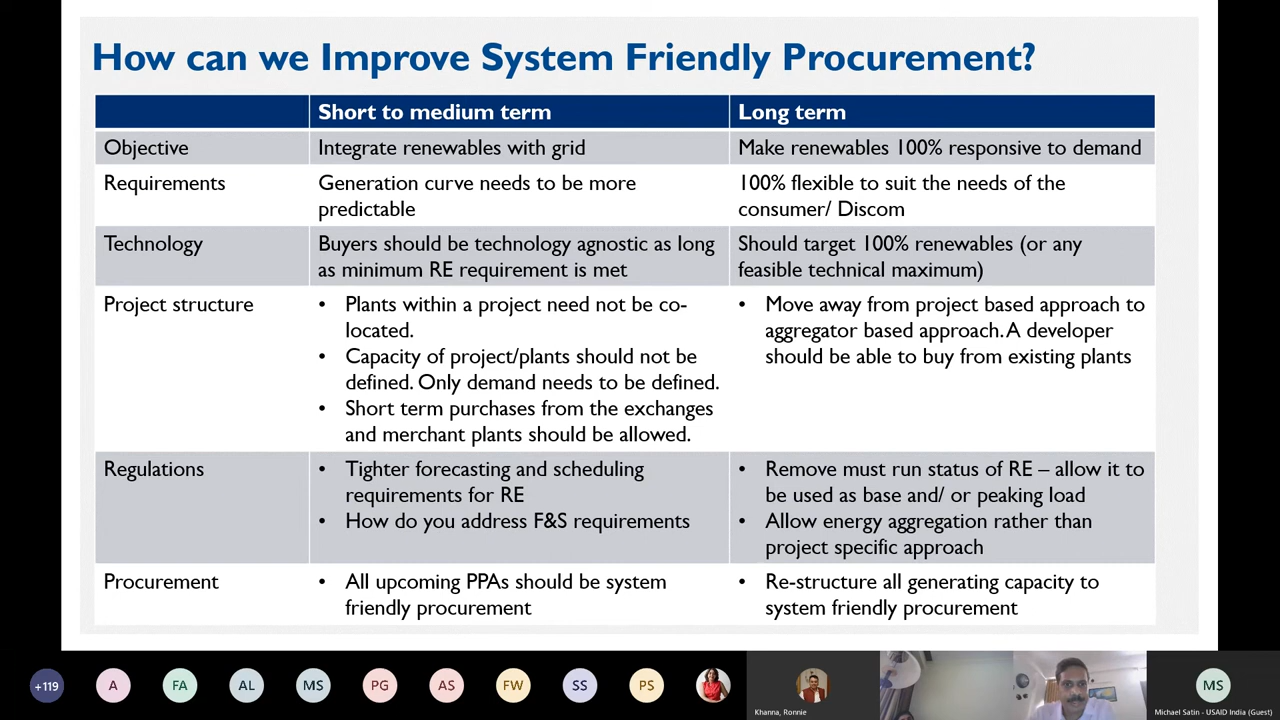 How can we Improve System Friendly Procurement?
Short to medium term
Long term
Objective
Integrate renewables with grid
Make renewables 100% responsive to demand
Requirements
Generation curve needs to be more
predictable
100% flexible to suit the needs of the
consumer/ Discom
Technology
Buyers should be technology agnostic as long
as minimum RE requirement is met
Should target 100% renewables (or any
feasible technical maximum)
Project structure
• Plants within a project need not be co-
located.
• Capacity of project/plants should not be
defined. Only demand needs to be defined.
• Short term purchases from the exchanges
and merchant plants should be allowed.
• Move away from project based approach to
aggregator based approach. A developer
should be able to buy from existing plants
Regulations
• Tighter forecasting and scheduling
requirements for RE
• How do you address F&S requirements
• Remove must run status of RE – allow it to
be used as base and/ or peaking load
• Allow energy aggregation rather than
project specific approach
Procurement
• All upcoming PPAs should be system
friendly procurement
• Re-structure all generating capacity to
system friendly procurement
+119
A
FA
AL
MS
PG
AS
FW
SS
PS
Khanna, Ronnie
MS
Michael Satin - USAID India (Guest)